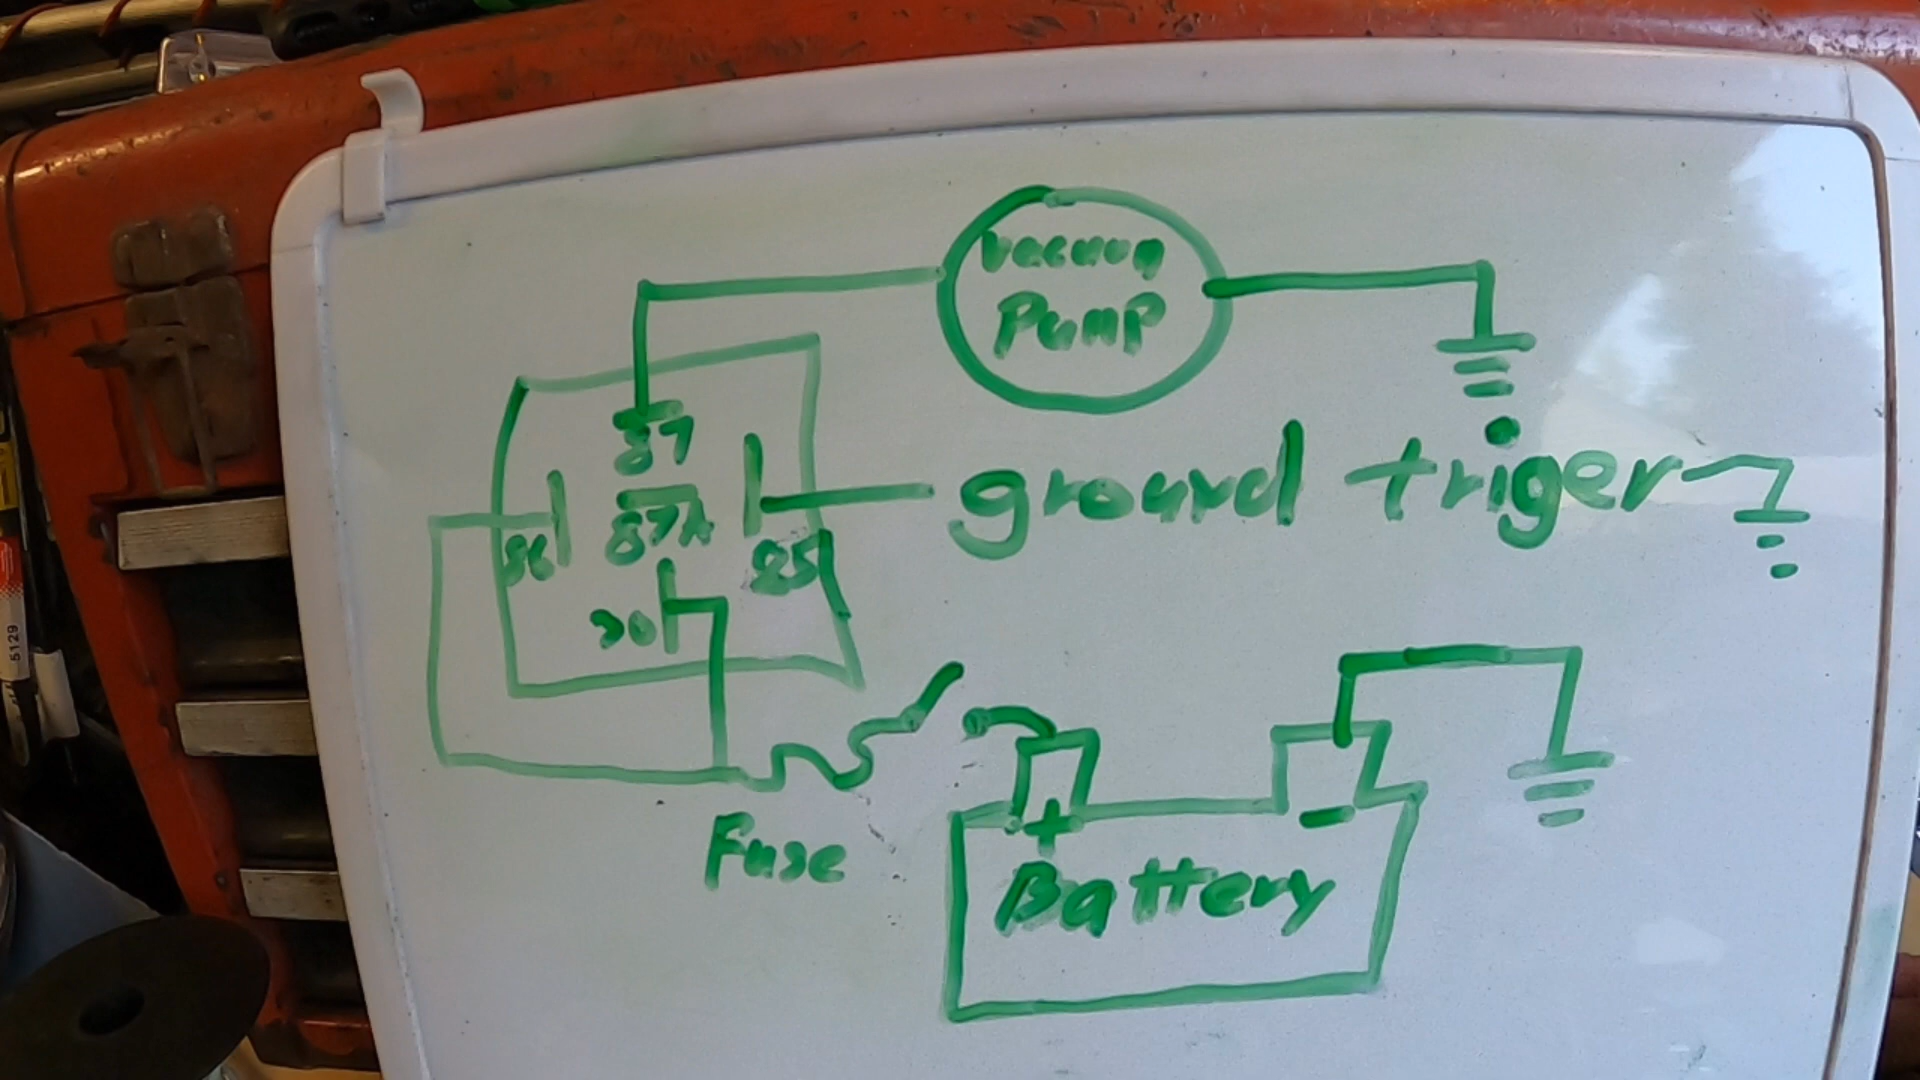 vacuum
Pump
87
ground triger
87A
86
85
30
+
-
Fuse
Battery
5129